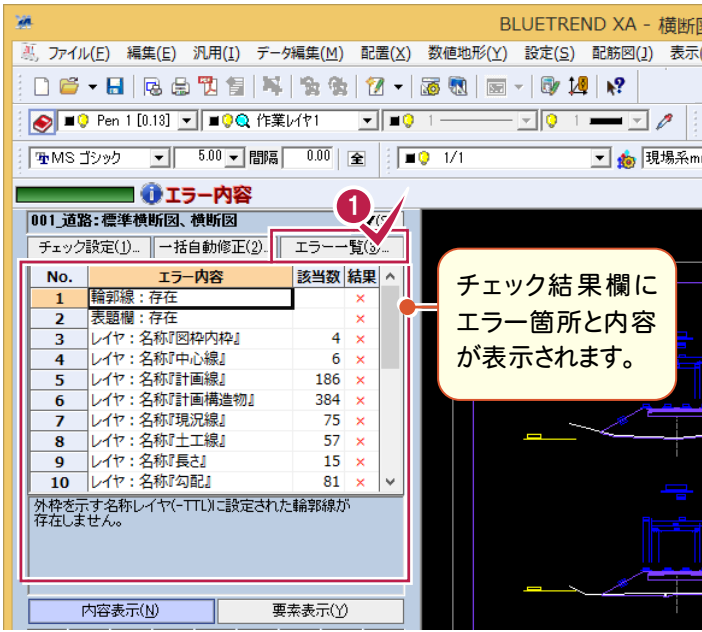 BLUETREND XA - 横断
ファイル(F) 編集(E) 汎用(I) データ編集(M) 配置(X) 数値地形(Y) 設定(S) 配筋図(J) 表示
Pen 1 [0.13] 作業レイヤ1 1 1
MS ゴシック 5.00 間隔 0.00 全 1/1 現場系m
エラー内容
001_道路:標準横断図、横断図
1
チェック設定(1)... 一括自動修正(2)... エラー一覧(3)...
No. エラー内容 該当数 結果
1 輪郭線:存在 ×
2 表題欄:存在 ×
3 レイヤ:名称『図枠内枠』 4 ×
4 レイヤ:名称『中心線』 6 ×
5 レイヤ:名称『計画線』 186 ×
6 レイヤ:名称『計画構造物』 384 ×
7 レイヤ:名称『現況線』 75 ×
8 レイヤ:名称『土工線』 57 ×
9 レイヤ:名称『長さ』 15 ×
10 レイヤ:名称『勾配』 81 ×
チェック結果欄に
エラー箇所と内容
が表示されます。
外枠を示す名称レイヤ(-TTL)に設定された輪郭線が
存在しません。
内容表示(N) 要素表示(Y)